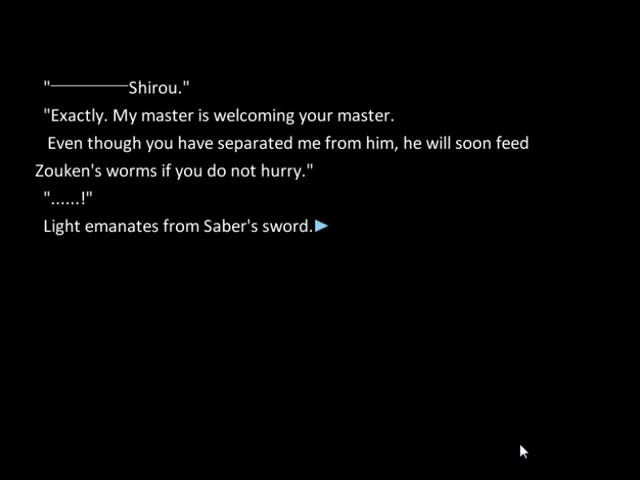 "―――――Shirou."
"Exactly. My master is welcoming your master.
Even though you have separated me from him, he will soon feed
Zouken's worms if you do not hurry."
"......!"
Light emanates from Saber's sword.